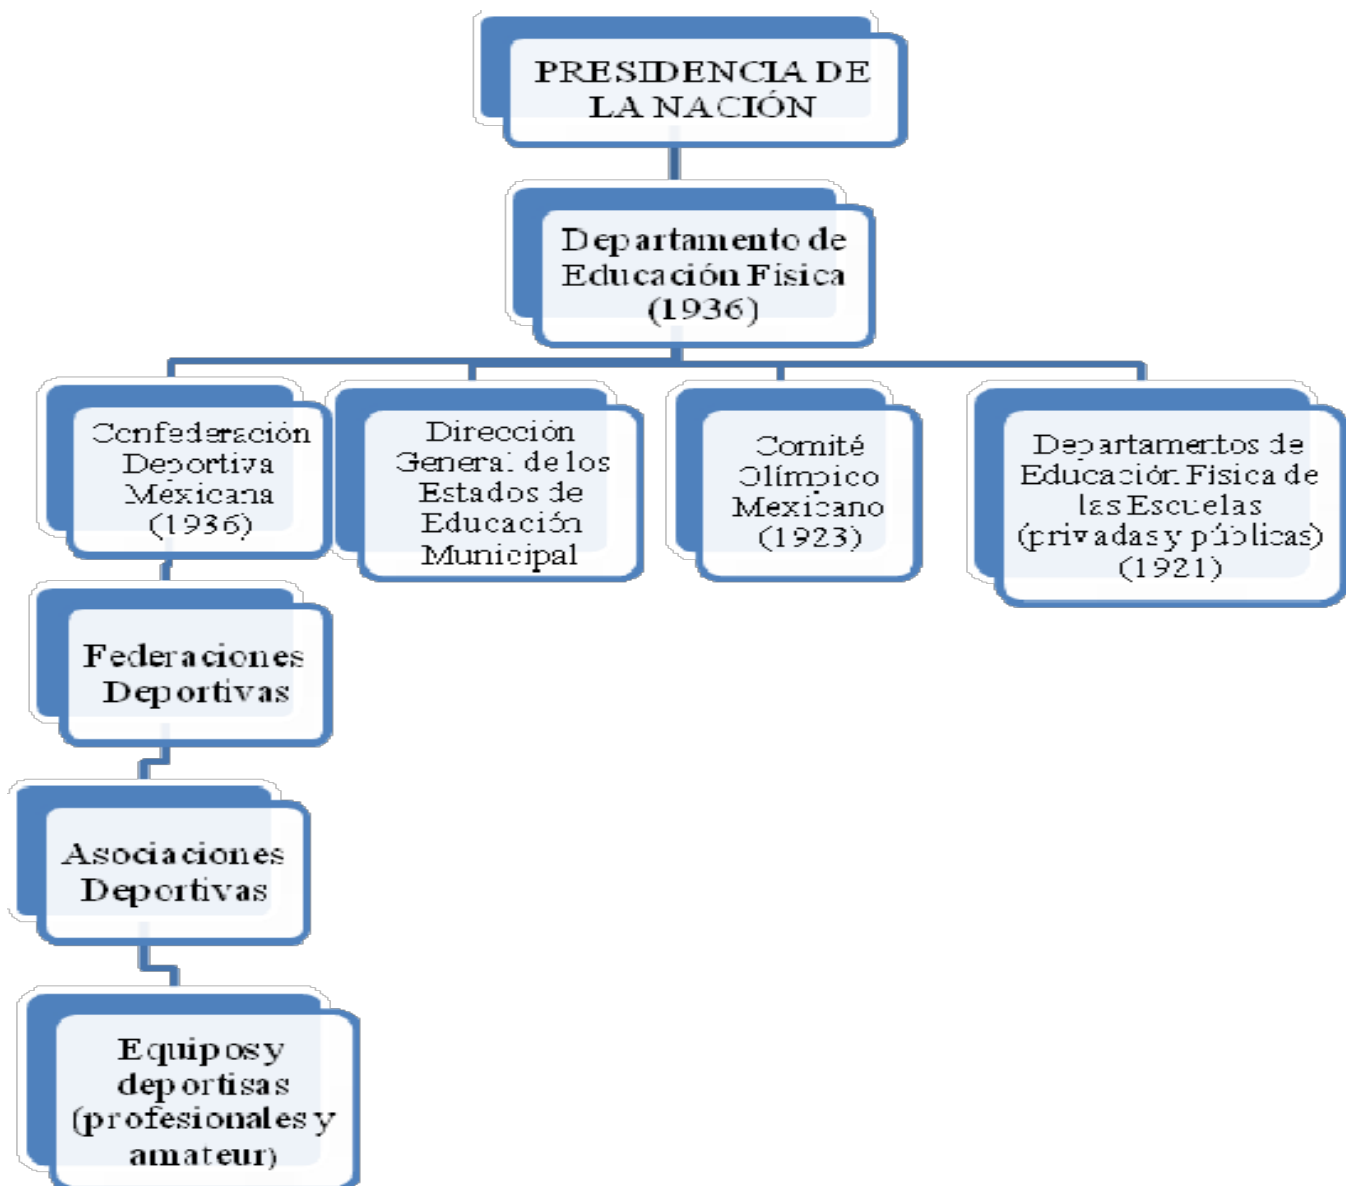 PRESIDENCIA DE
LA NACIÓN
Departamento de
Educación Física
(1936)
Confederación
Deportiva
Mexicana
(1936)
Dirección
General de los
Estados de
Educación
Municipal
Comité
Olímpico
Mexicano
(1923)
Departamentos de
Educación Física de
las Escuelas
(privadas y públicas)
(1921)
Federaciones
Deportivas
Asociaciones
Deportivas
Equipos y
deportisas
(profesionales y
amateur)